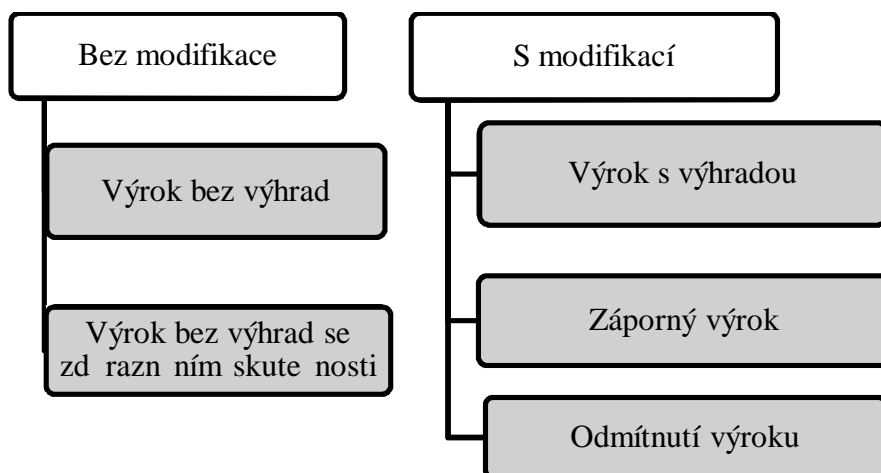 Bez modifikace
Výrok bez výhrad
Výrok bez výhrad se
zd razn ním skute nosti
S modifikací
Výrok s výhradou
Záporný výrok
Odmítnutí výroku